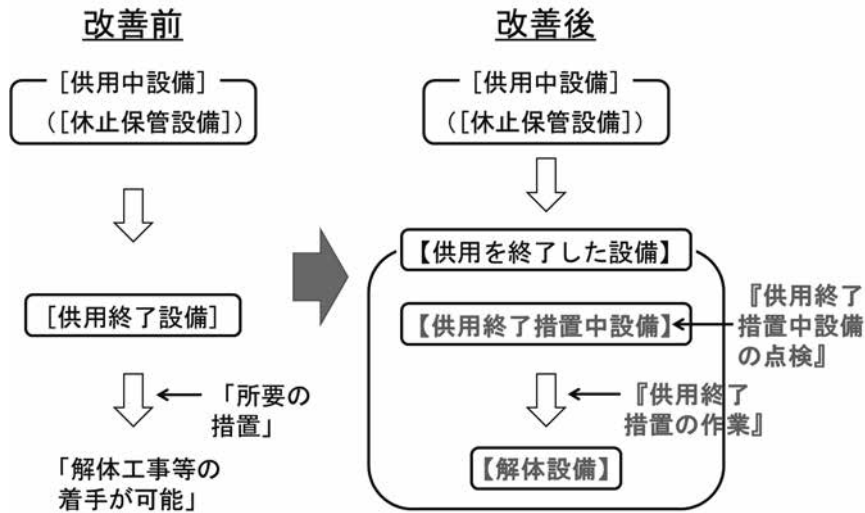 改善前
[供用中設備]
([休止保管設備])
[供用終了設備]
「所要の
措置」
「解体工事等の
着手が可能」
改善後
[供用中設備]
([休止保管設備])
【供用を終了した設備】
【供用終了措置中設備】
『供用終了
措置中設備
の点検』
『供用終了
措置の作業』
【解体設備】